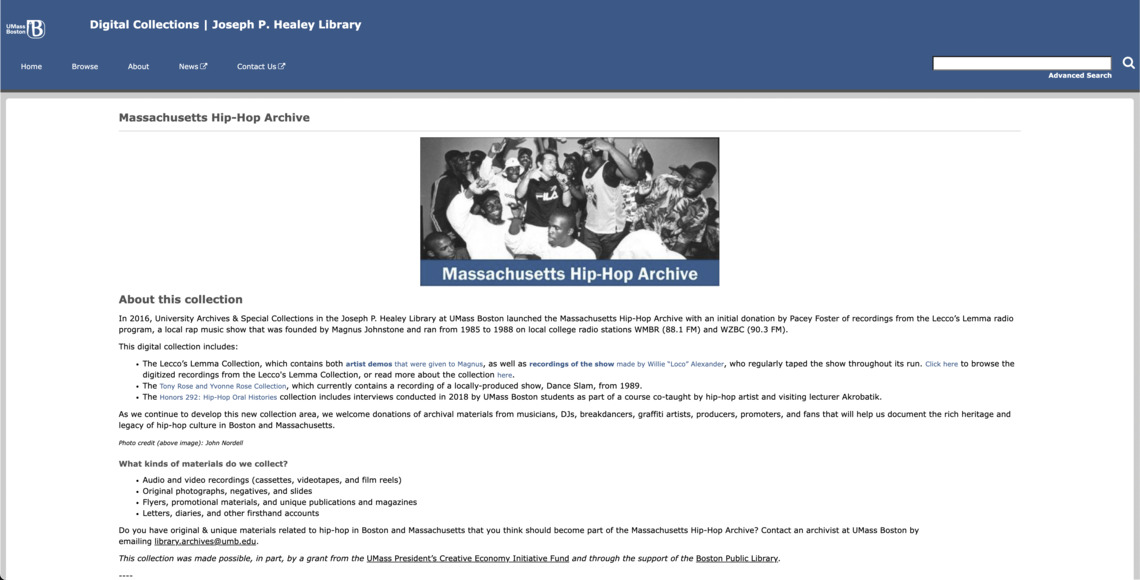 UMass
Boston
Digital Collections | Joseph P. Healey Library
Home Browse About News Contact Us
Advanced Search
Massachusetts Hip-Hop Archive
FILA
Massachusetts Hip-Hop Archive
About this collection
In 2016, University Archives & Special Collections in the Joseph P. Healey Library at UMass Boston launched the Massachusetts Hip-Hop Archive with an initial donation by Pacey Foster of recordings from the Lecco's Lemma radio
program, a local rap music show that was founded by Magnus Johnstone and ran from 1985 to 1988 on local college radio stations WMBR (88.1 FM) and WZBC (90.3 FM).
This digital collection includes:
• The Lecco's Lemma Collection, which contains both artist demos that were given to Magnus, as well as recordings of the show made by Willie "Loco" Alexander, who regularly taped the show throughout its run. Click here to browse the
digitized recordings from the Lecco's Lemma Collection, or read more about the collection here.
• The Tony Rose and Yvonne Rose Collection, which currently contains a recording of a locally-produced show, Dance Slam, from 1989.
• The Honors 292: Hip-Hop Oral Histories collection includes interviews conducted in 2018 by UMass Boston students as part of a course co-taught by hip-hop artist and visiting lecturer Akrobatik.
As we continue to develop this new collection area, we welcome donations of archival materials from musicians, DJs, breakdancers, graffiti artists, producers, promoters, and fans that will help us document the rich heritage and
legacy of hip-hop culture in Boston and Massachusetts.
Photo credit (above image): John Nordell
What kinds of materials do we collect?
• Audio and video recordings (cassettes, videotapes, and film reels)
• Original photographs, negatives, and slides
• Flyers, promotional materials, and unique publications and magazines
• Letters, diaries, and other firsthand accounts
Do you have original & unique materials related to hip-hop in Boston and Massachusetts that you think should become part of the Massachusetts Hip-Hop Archive? Contact an archivist at UMass Boston by
emailing library.archives@umb.edu.
This collection was made possible, in part, by a grant from the UMass President's Creative Economy Initiative Fund and through the support of the Boston Public Library.
----